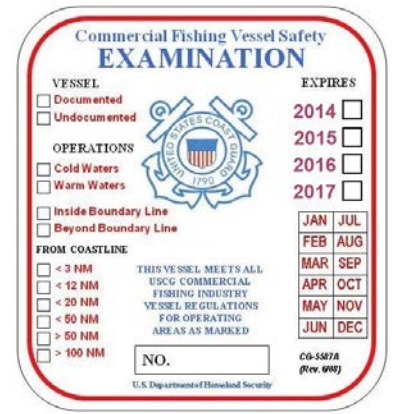 Commercial Fishing Vessel Safety
EXAMINATION
VESSEL
Documented
Undocumented
OPERATIONS
Cold Waters
Warm Waters
Inside Boundary Line
Beyond Boundary Line
FROM COASTLINE
< 3 NM
< 12 NM
< 20 NM
< 50 NM
> 50 NM
> 100 NM
UNITED STATES COAST GUARD
1790
EXPIRES
2014
2015
2016
2017
JAN JUL
FEB AUG
MAR SEP
APR OCT
MAY NOV
JUN DEC
THIS VESSEL MEETS ALL
USCG COMMERCIAL
FISHING INDUSTRY
VESSEL REGULATIONS
FOR OPERATING
AREAS AS MARKED
NO.
CG-5587A
(Rev. 6/08)
U.S. Department of Homeland Security